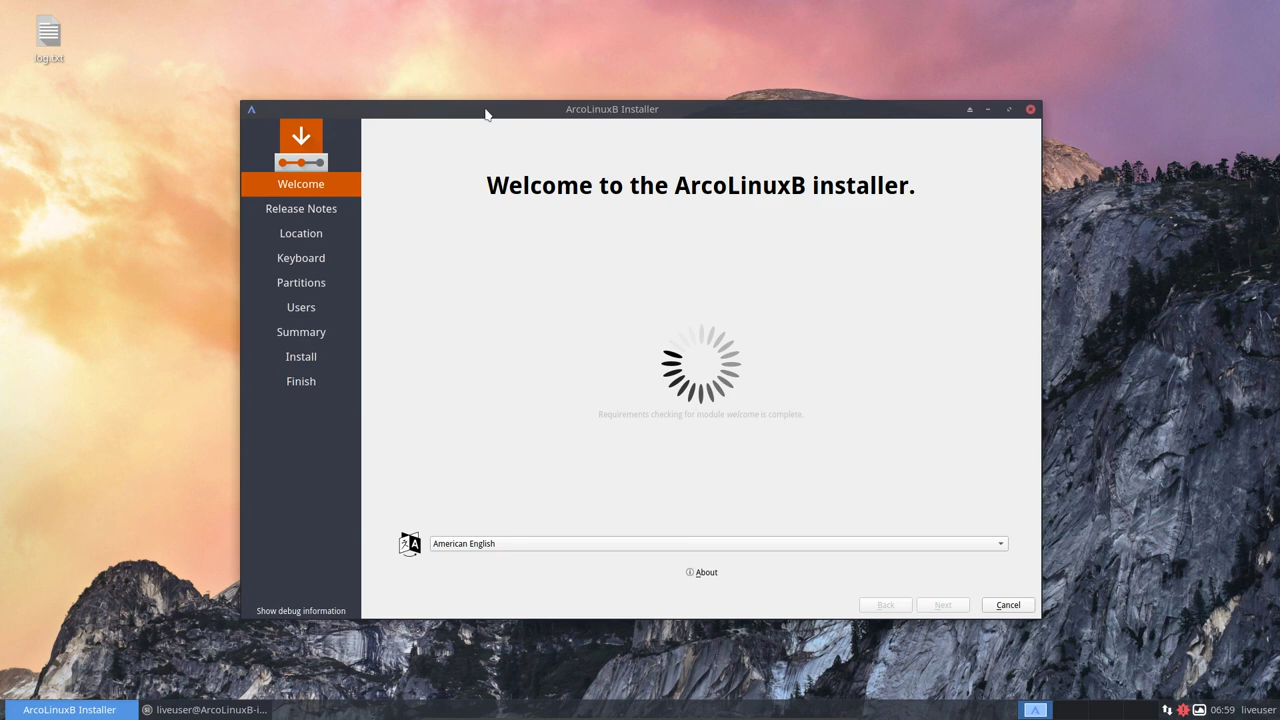 log.txt
ArcoLinuxB Installer
Welcome
Release Notes
Location
Keyboard
Partitions
Users
Summary
Install
Finish
Show debug information
Welcome to the ArcoLinuxB installer.
Requirements checking for module welcome is complete.
American English
About
Back
Next
Cancel
ArcoLinuxB Installer
liveuser@ArcoLinuxB-i...
06:59
liveuser